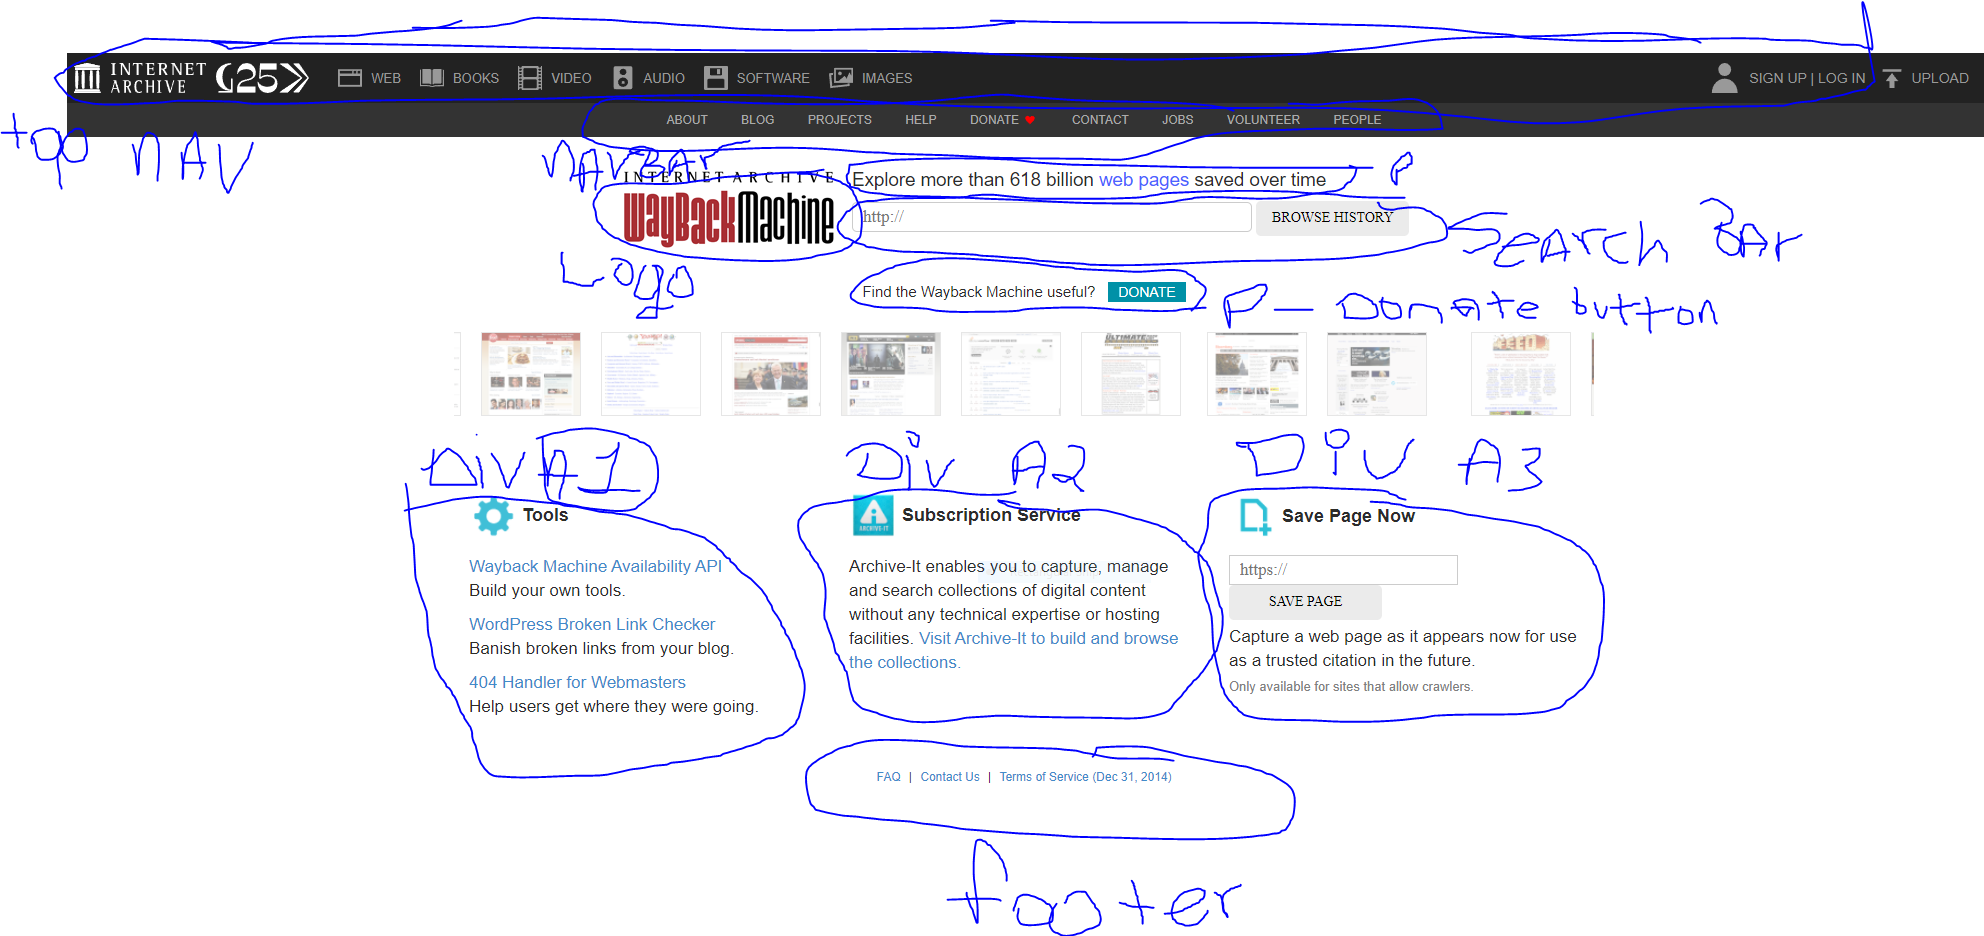 INTERNET ARCHIVE 25 WEB BOOKS VIDEO AUDIO SOFTWARE IMAGES SIGN UP | LOG IN UPLOAD
ABOUT BLOG PROJECTS HELP DONATE CONTACT JOBS VOLUNTEER PEOPLE
top NAV
NAVBAR
P
INTERNET ARCHIVE
WayBackMachine
Explore more than 618 billion web pages saved over time
http:// BROWSE HISTORY
SEARCH BAr
Logo
Find the Wayback Machine useful? DONATE
P — Donate button
ULTIMATE
Div A1
Div A2
DiV A3
Tools
Wayback Machine Availability API
Build your own tools.
WordPress Broken Link Checker
Banish broken links from your blog.
404 Handler for Webmasters
Help users get where they were going.
ARCHIVE-IT
Subscription Service
Archive-It enables you to capture, manage
and search collections of digital content
without any technical expertise or hosting
facilities. Visit Archive-It to build and browse
the collections.
Save Page Now
https://
SAVE PAGE
Capture a web page as it appears now for use
as a trusted citation in the future.
Only available for sites that allow crawlers.
FAQ | Contact Us | Terms of Service (Dec 31, 2014)
footer